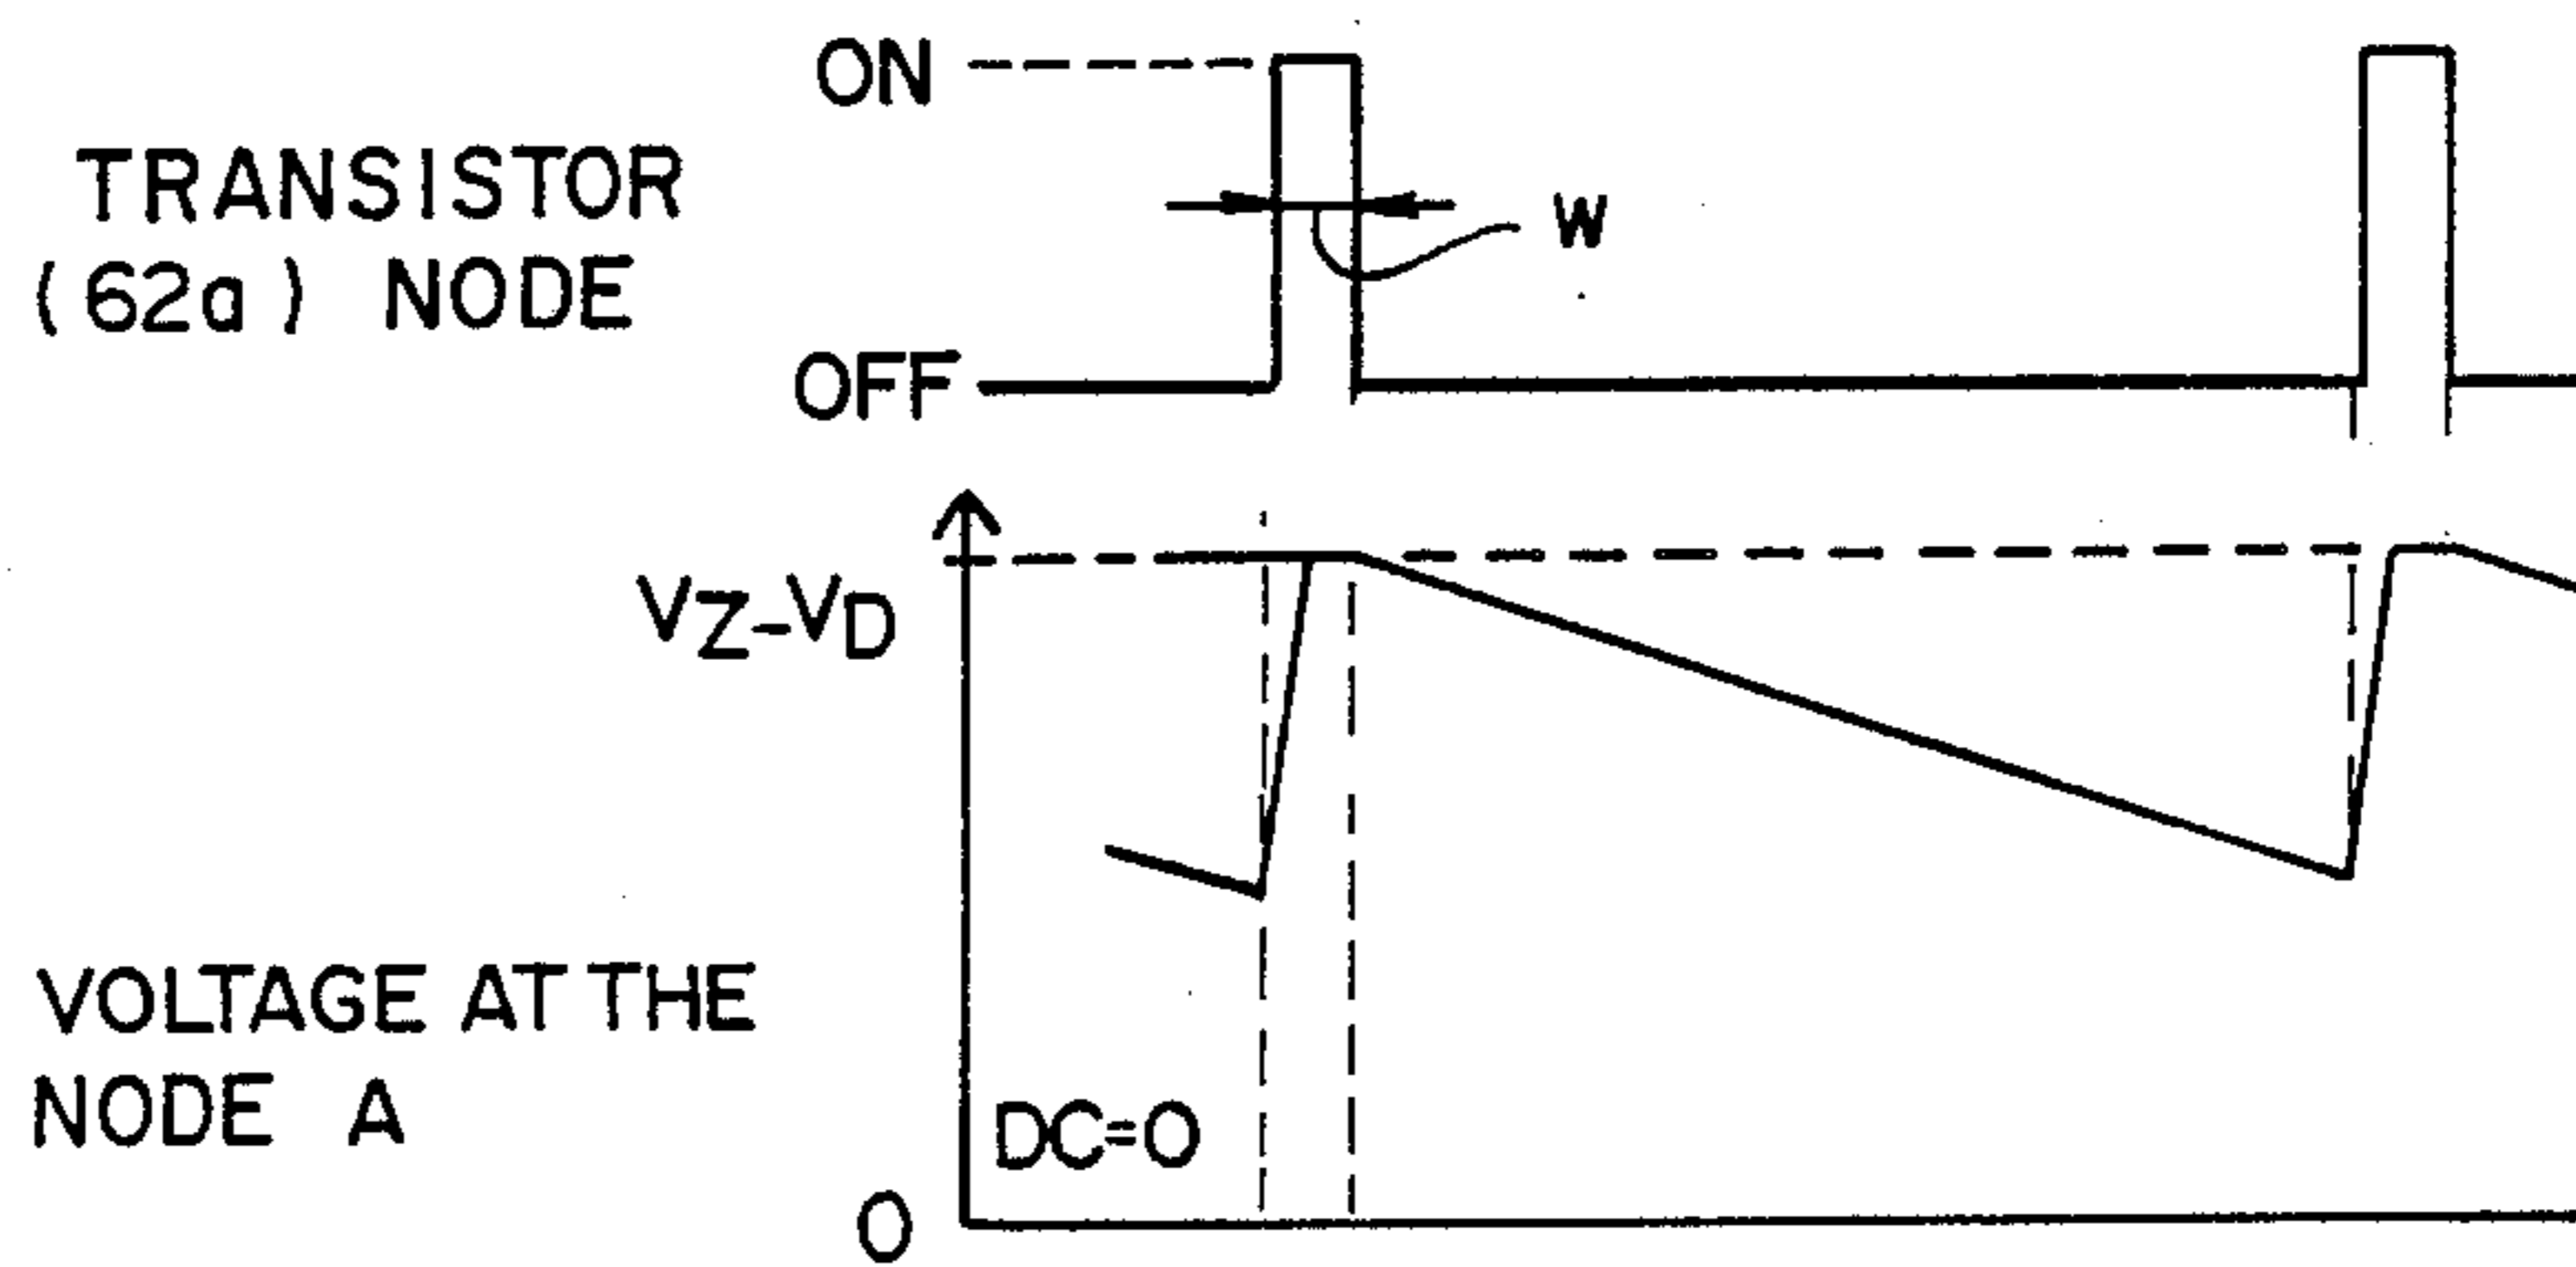 ON
TRANSISTOR
(62a) NODE
W
OFF
VZ-VD
VOLTAGE AT THE
NODE A
DC=0
0